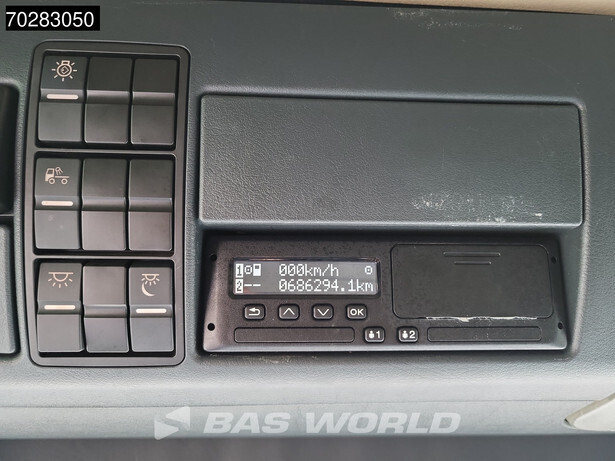 70283050
1 000km/h
2 -- 0686294.1km
OK
1 2
BAS WORLD